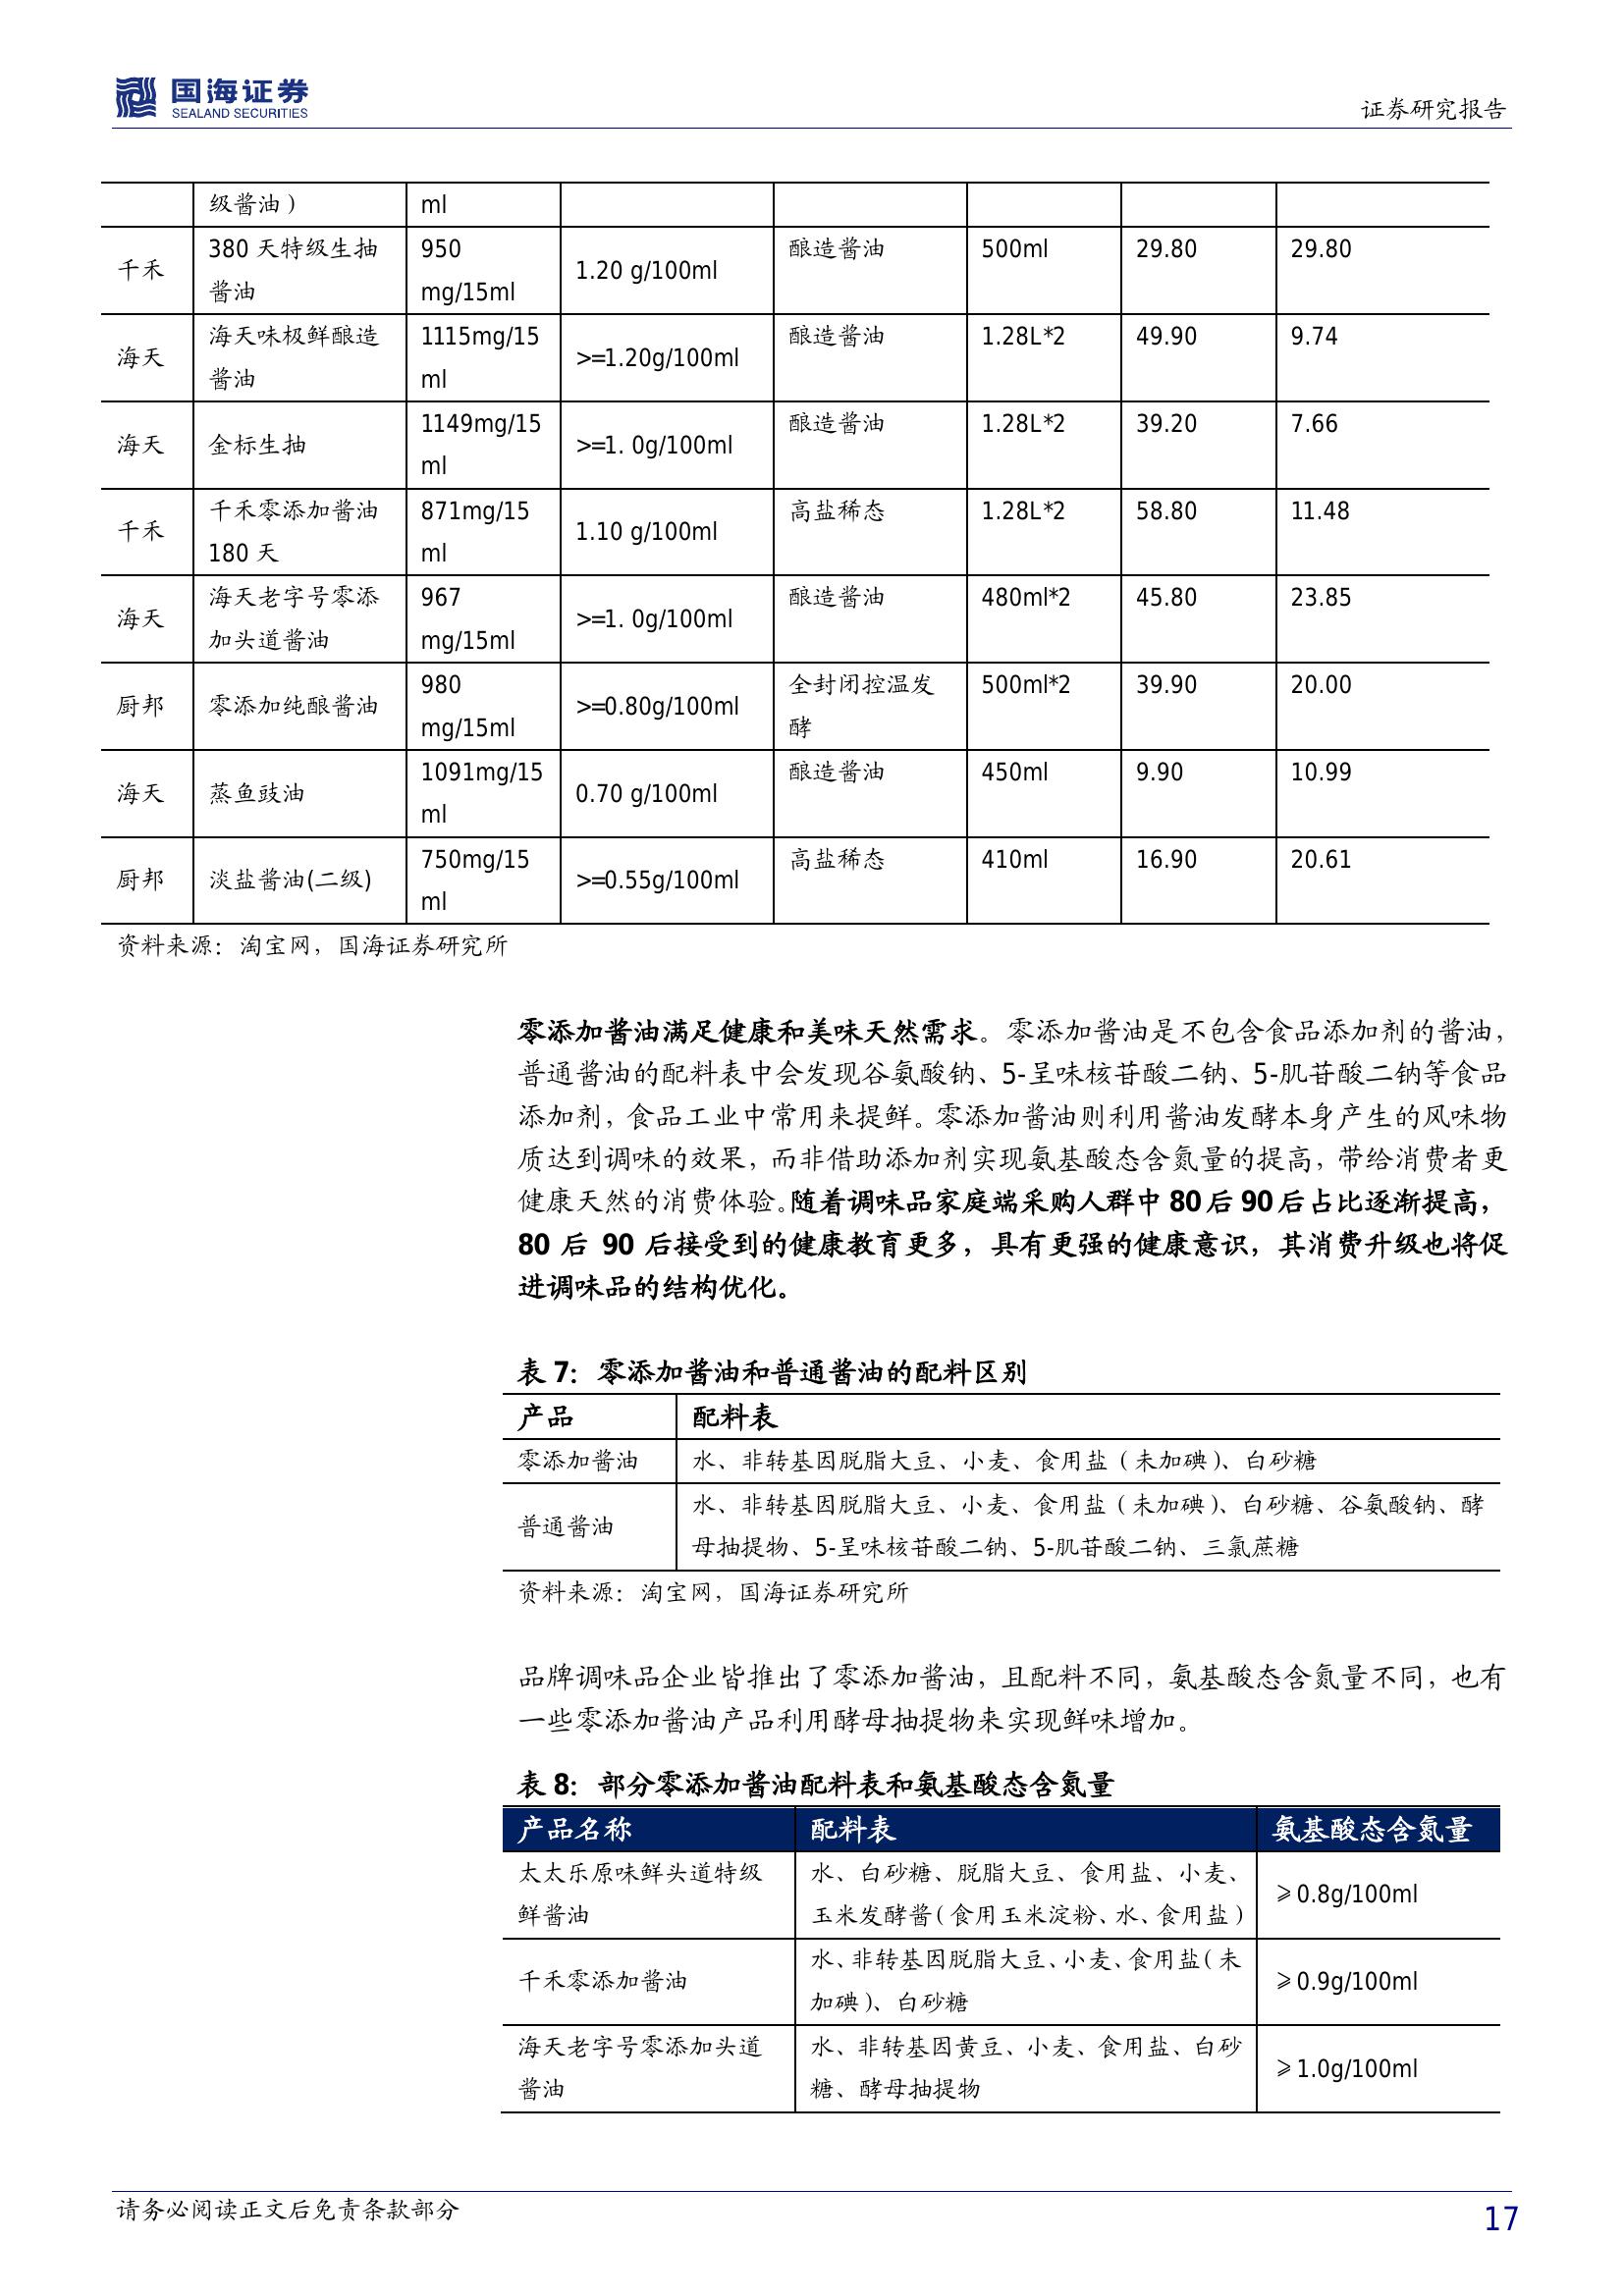 国海证券
SEALAND SECURITIES
证券研究报告
级酱油） ml
千禾 380 天特级生抽酱油 950 mg/15ml 1.20 g/100ml 酿造酱油 500ml 29.80 29.80
海天 海天味极鲜酿造酱油 1115mg/15ml >=1.20g/100ml 酿造酱油 1.28L*2 49.90 9.74
海天 金标生抽 1149mg/15ml >=1. 0g/100ml 酿造酱油 1.28L*2 39.20 7.66
千禾 千禾零添加酱油 180 天 871mg/15ml 1.10 g/100ml 高盐稀态 1.28L*2 58.80 11.48
海天 海天老字号零添加头道酱油 967 mg/15ml >=1. 0g/100ml 酿造酱油 480ml*2 45.80 23.85
厨邦 零添加纯酿酱油 980 mg/15ml >=0.80g/100ml 全封闭控温发酵 500ml*2 39.90 20.00
海天 蒸鱼豉油 1091mg/15ml 0.70 g/100ml 酿造酱油 450ml 9.90 10.99
厨邦 淡盐酱油(二级) 750mg/15ml >=0.55g/100ml 高盐稀态 410ml 16.90 20.61
资料来源：淘宝网，国海证券研究所
零添加酱油满足健康和美味天然需求。零添加酱油是不包含食品添加剂的酱油，
普通酱油的配料表中会发现谷氨酸钠、5-呈味核苷酸二钠、5-肌苷酸二钠等食品
添加剂，食品工业中常用来提鲜。零添加酱油则利用酱油发酵本身产生的风味物
质达到调味的效果，而非借助添加剂实现氨基酸态含氮量的提高，带给消费者更
健康天然的消费体验。随着调味品家庭端采购人群中 80 后 90 后占比逐渐提高，
80 后 90 后接受到的健康教育更多，具有更强的健康意识，其消费升级也将促
进调味品的结构优化。
表 7：零添加酱油和普通酱油的配料区别
产品 配料表
零添加酱油 水、非转基因脱脂大豆、小麦、食用盐（未加碘）、白砂糖
普通酱油 水、非转基因脱脂大豆、小麦、食用盐（未加碘）、白砂糖、谷氨酸钠、酵
母抽提物、5-呈味核苷酸二钠、5-肌苷酸二钠、三氯蔗糖
资料来源：淘宝网，国海证券研究所
品牌调味品企业皆推出了零添加酱油，且配料不同，氨基酸态含氮量不同，也有
一些零添加酱油产品利用酵母抽提物来实现鲜味增加。
表 8：部分零添加酱油配料表和氨基酸态含氮量
产品名称 配料表 氨基酸态含氮量
太太乐原味鲜头道特级鲜酱油 水、白砂糖、脱脂大豆、食用盐、小麦、玉米发酵酱（食用玉米淀粉、水、食用盐） ⩾0.8g/100ml
千禾零添加酱油 水、非转基因脱脂大豆、小麦、食用盐（未加碘）、白砂糖 ⩾0.9g/100ml
海天老字号零添加头道酱油 水、非转基因黄豆、小麦、食用盐、白砂糖、酵母抽提物 ⩾1.0g/100ml
请务必阅读正文后免责条款部分
17